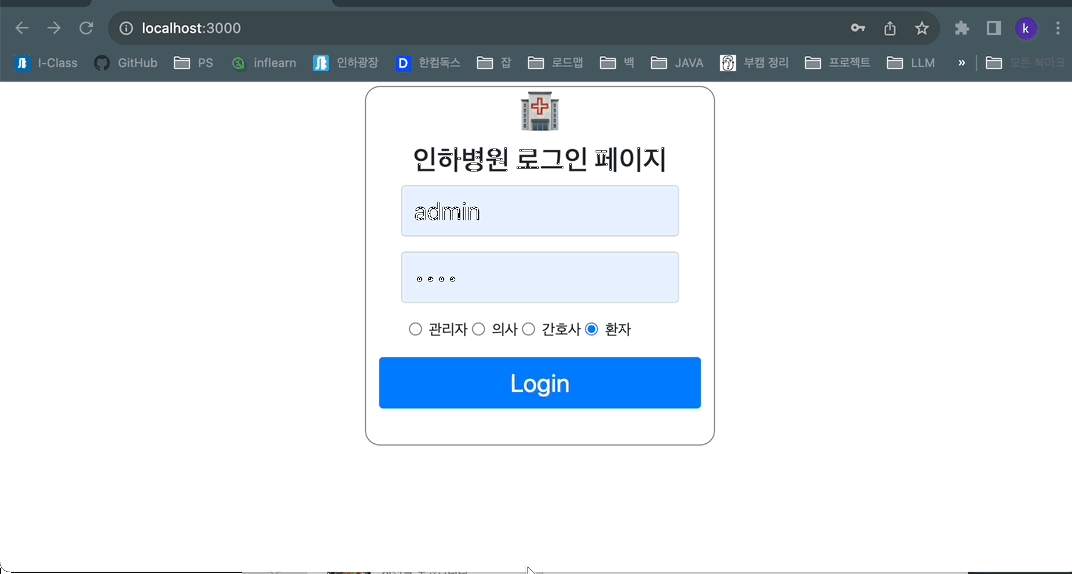 localhost:3000
k
I-Class GitHub PS inflearn 인하광장 한컴독스 잡 로드맵 백 JAVA 부캠 정리 프로젝트 LLM » 모든 북마크
인하병원 로그인 페이지
admin
관리자 의사 간호사 환자
Login